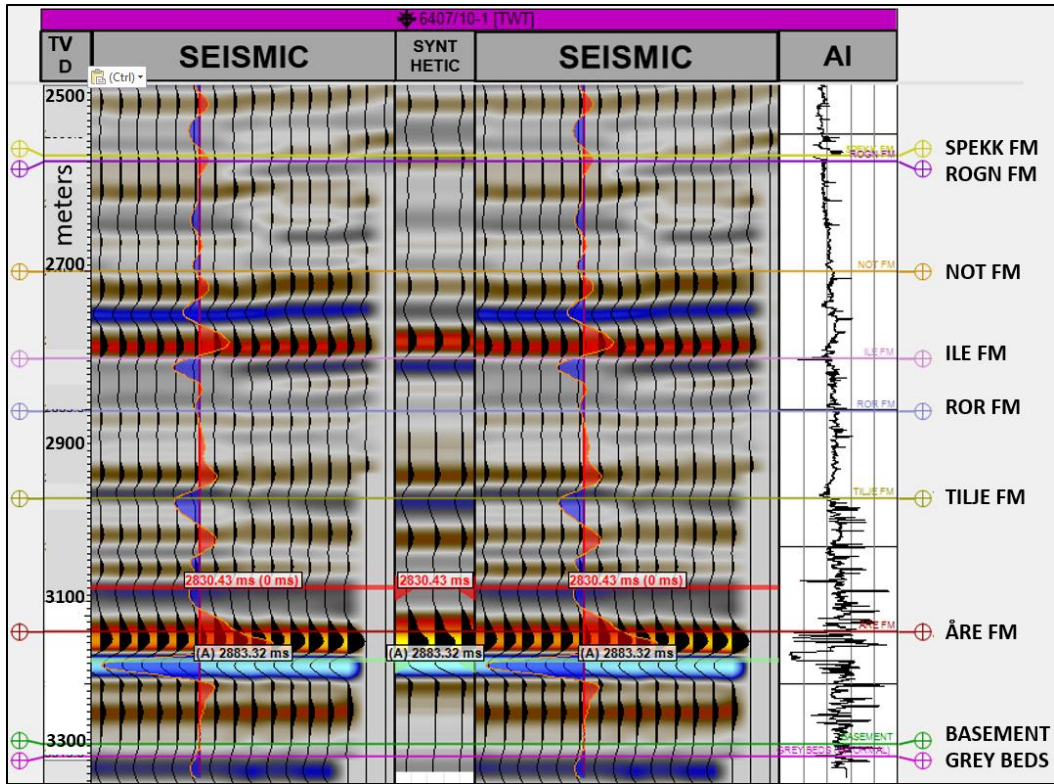 6407/10-1 [TWT]
TV
D
SEISMIC
SYNT
HETIC
SEISMIC
AI
(Ctrl)
2500
meters
SPEKK FM
ROGN FM
ROGN FM
2700
NOT FM
NOT FM
ILE FM
ILE FM
ROR FM
ROR FM
2900
TILJE FM
TILJE FM
2830.43 ms (0 ms)
2830.43 ms
2830.43 ms (0 ms)
3100
ÅRE FM
ÅRE FM
(A) 2883.32 ms
(A) 2883.32 ms
(A) 2883.32 ms
3300
BASEMENT
BASEMENT
GREY BEDS